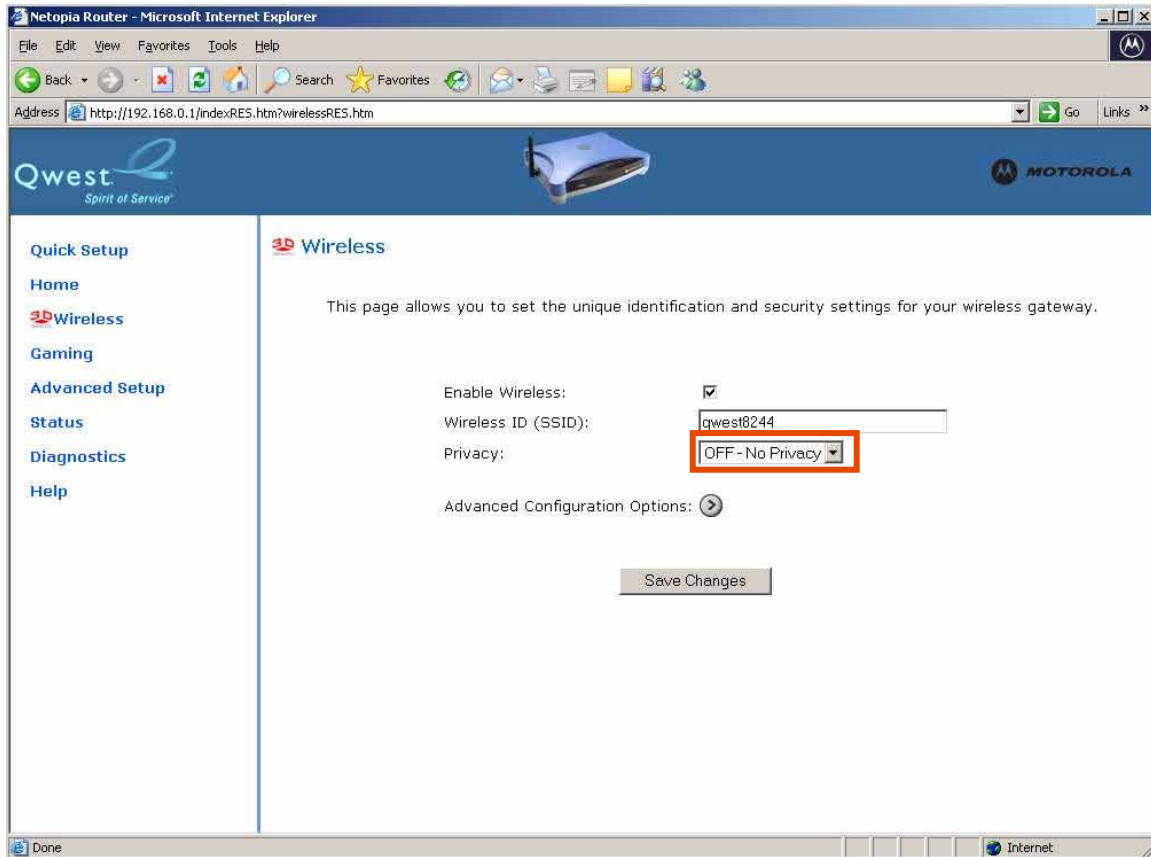 Netopia Router - Microsoft Internet Explorer
File Edit View Favorites Tools Help
Back Search Favorites
Address http://192.168.0.1/indexRES.htm?wirelessRES.htm Go Links »
Qwest
Spirit of Service
MOTOROLA
Quick Setup
Home
3D Wireless
Gaming
Advanced Setup
Status
Diagnostics
Help
3D Wireless
This page allows you to set the unique identification and security settings for your wireless gateway.
Enable Wireless:
Wireless ID (SSID): qwest8244
Privacy: OFF - No Privacy
Advanced Configuration Options:
Save Changes
Done Internet